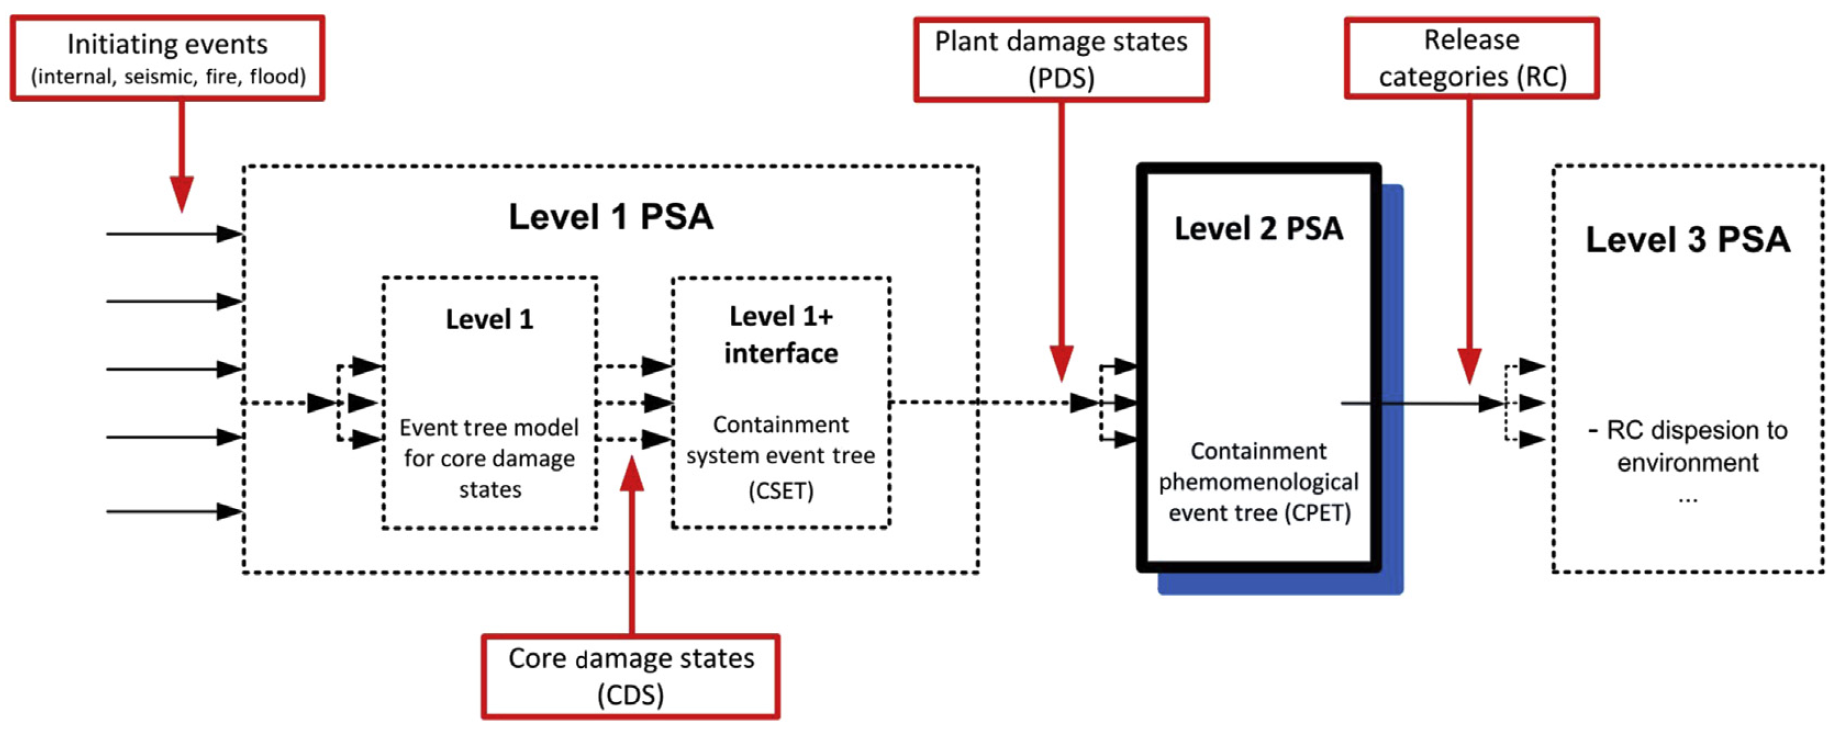 Initiating events
(internal, seismic, fire, flood)
Plant damage states
(PDS)
Release
categories (RC)
Level 1 PSA
Level 1
Event tree model
for core damage
states
Level 1+
interface
Containment
system event tree
(CSET)
Core damage states
(CDS)
Level 2 PSA
Containment
phemomenological
event tree (CPET)
Level 3 PSA
- RC dispesion to
environment
...